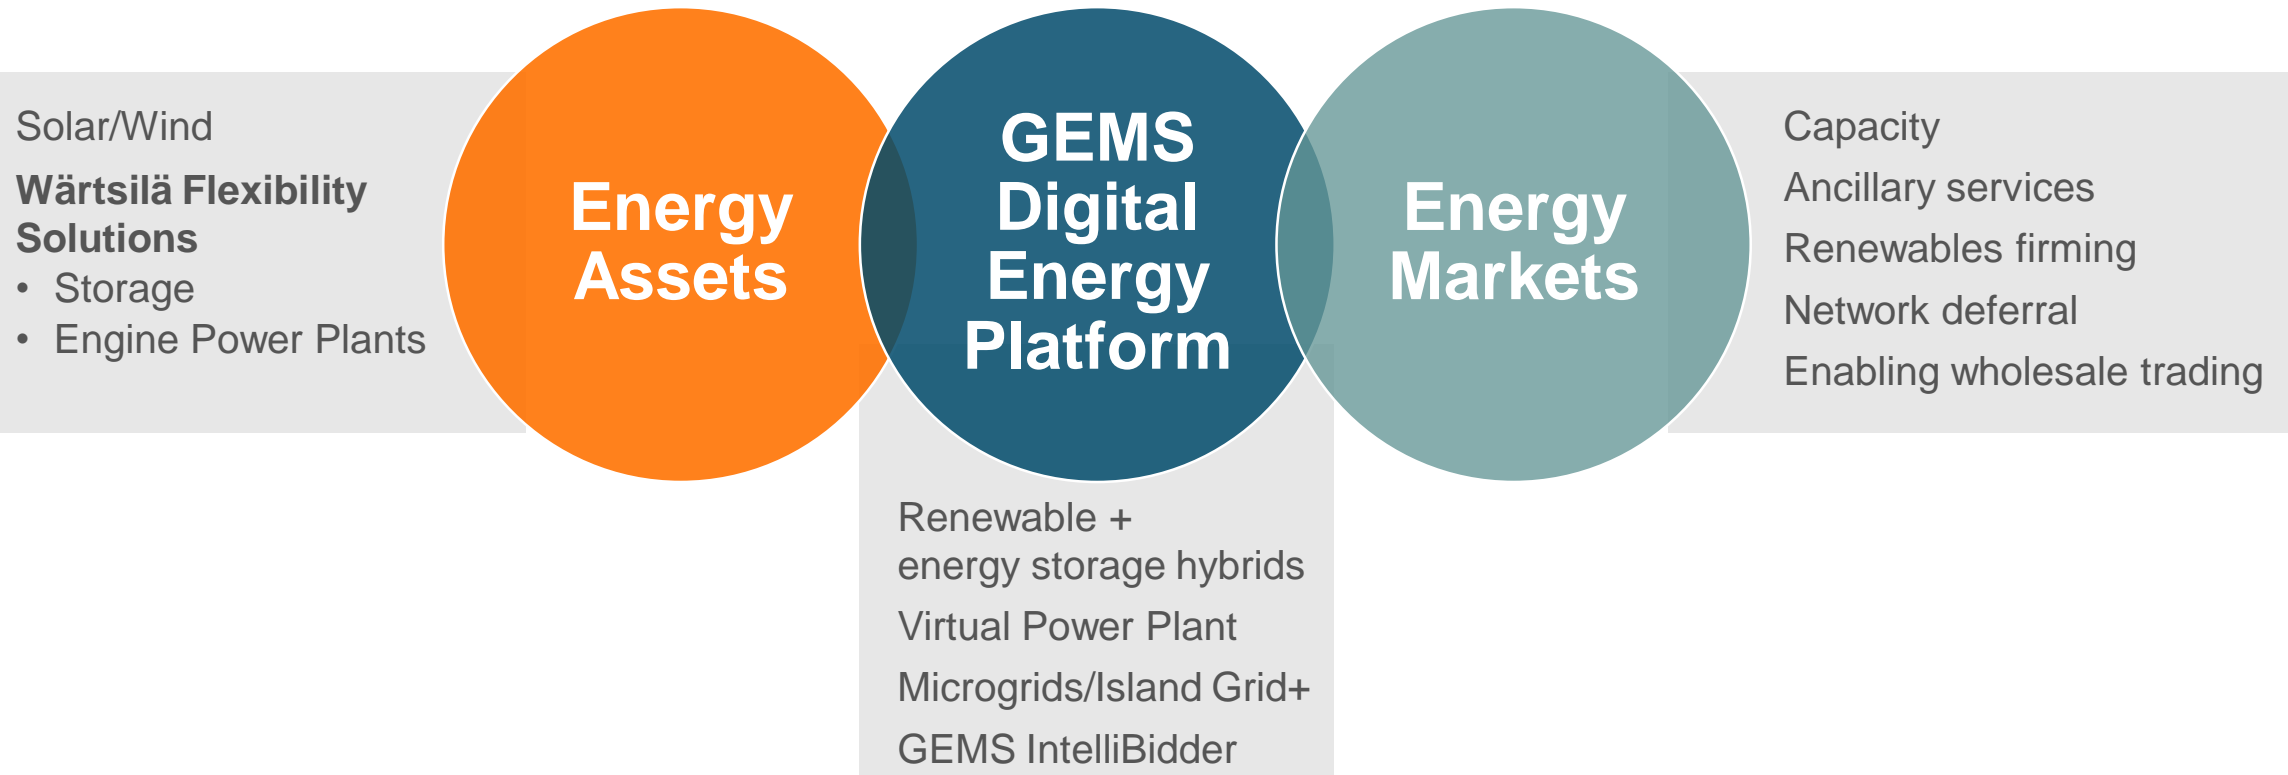 Solar/Wind
Wärtsilä Flexibility
Solutions
• Storage
• Engine Power Plants
Energy
Assets
GEMS
Digital
Energy
Platform
Renewable +
energy storage hybrids
Virtual Power Plant
Microgrids/Island Grid+
GEMS IntelliBidder
Energy
Markets
Capacity
Ancillary services
Renewables firming
Network deferral
Enabling wholesale trading